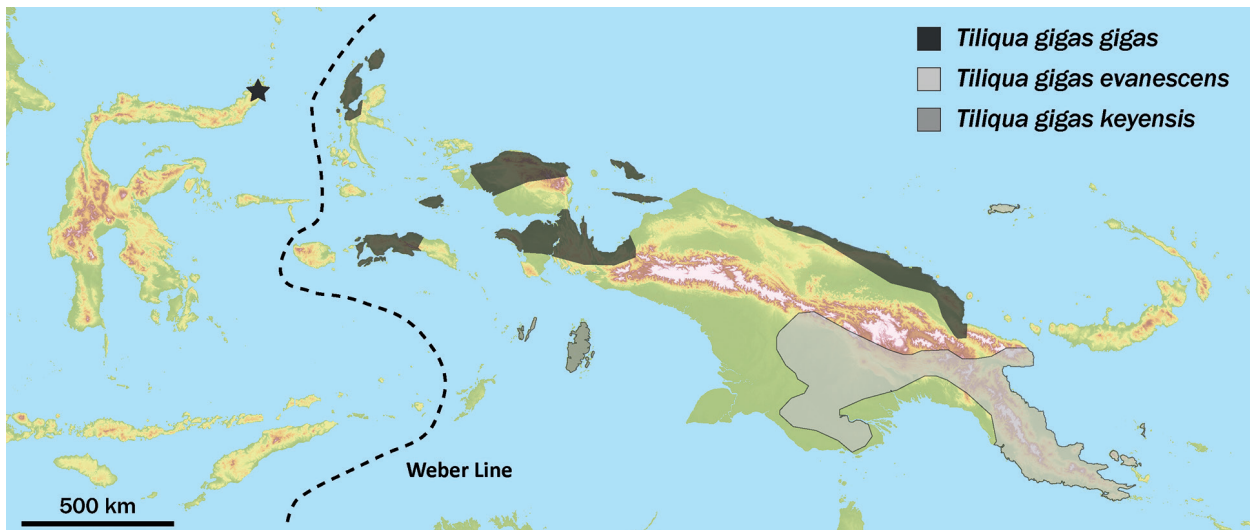 Tiliqua gigas gigas
Tiliqua gigas evanescens
Tiliqua gigas keyensis
Weber Line
500 km